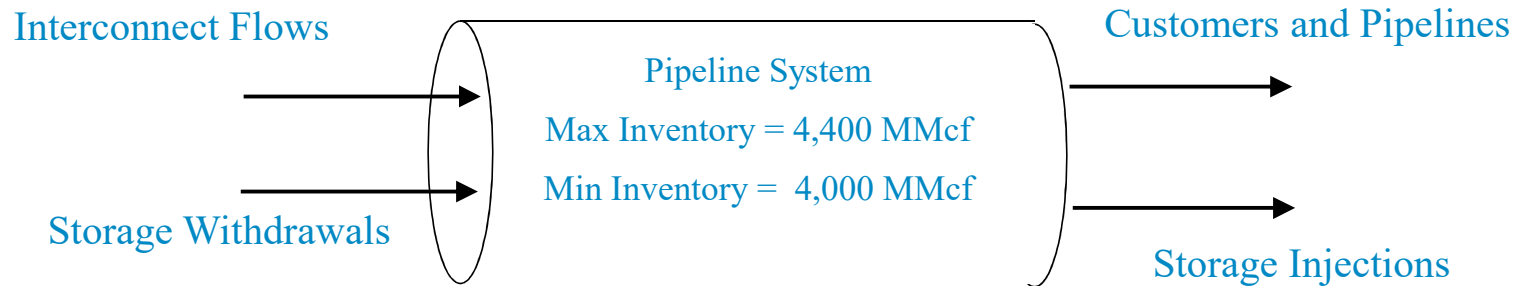 Interconnect Flows
Customers and Pipelines
Pipeline System
Max Inventory = 4,400 MMcf
Min Inventory = 4,000 MMcf
Storage Withdrawals
Storage Injections